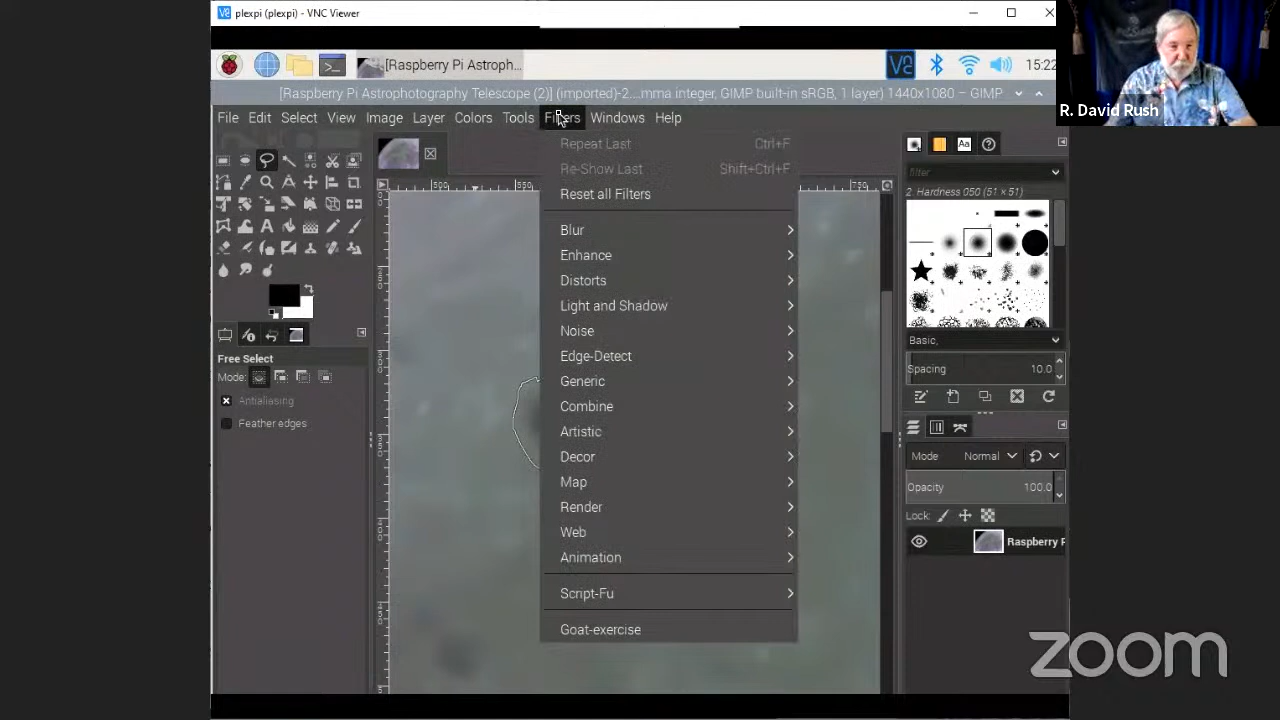 plexpi (plexpi) - VNC Viewer
[Raspberry Pi Astroph...
15:22
[Raspberry Pi Astrophotography Telescope (2)] (imported)-2....mma integer, GIMP built-in sRGB, 1 layer) 1440x1080 – GIMP
R. David Rush
File Edit Select View Image Layer Colors Tools Filters Windows Help
Repeat Last Ctrl+F
Re-Show Last Shift+Ctrl+F
Reset all Filters
Blur
Enhance
Distorts
Light and Shadow
Noise
Edge-Detect
Generic
Combine
Artistic
Decor
Map
Render
Web
Animation
Script-Fu
Goat-exercise
500
550
750
Free Select
Mode:
Antialiasing
Feather edges
filter
2. Hardness 050 (51 × 51)
Basic,
Spacing 10.0
Mode Normal
Opacity 100.0
Lock:
Raspberry F
zoom